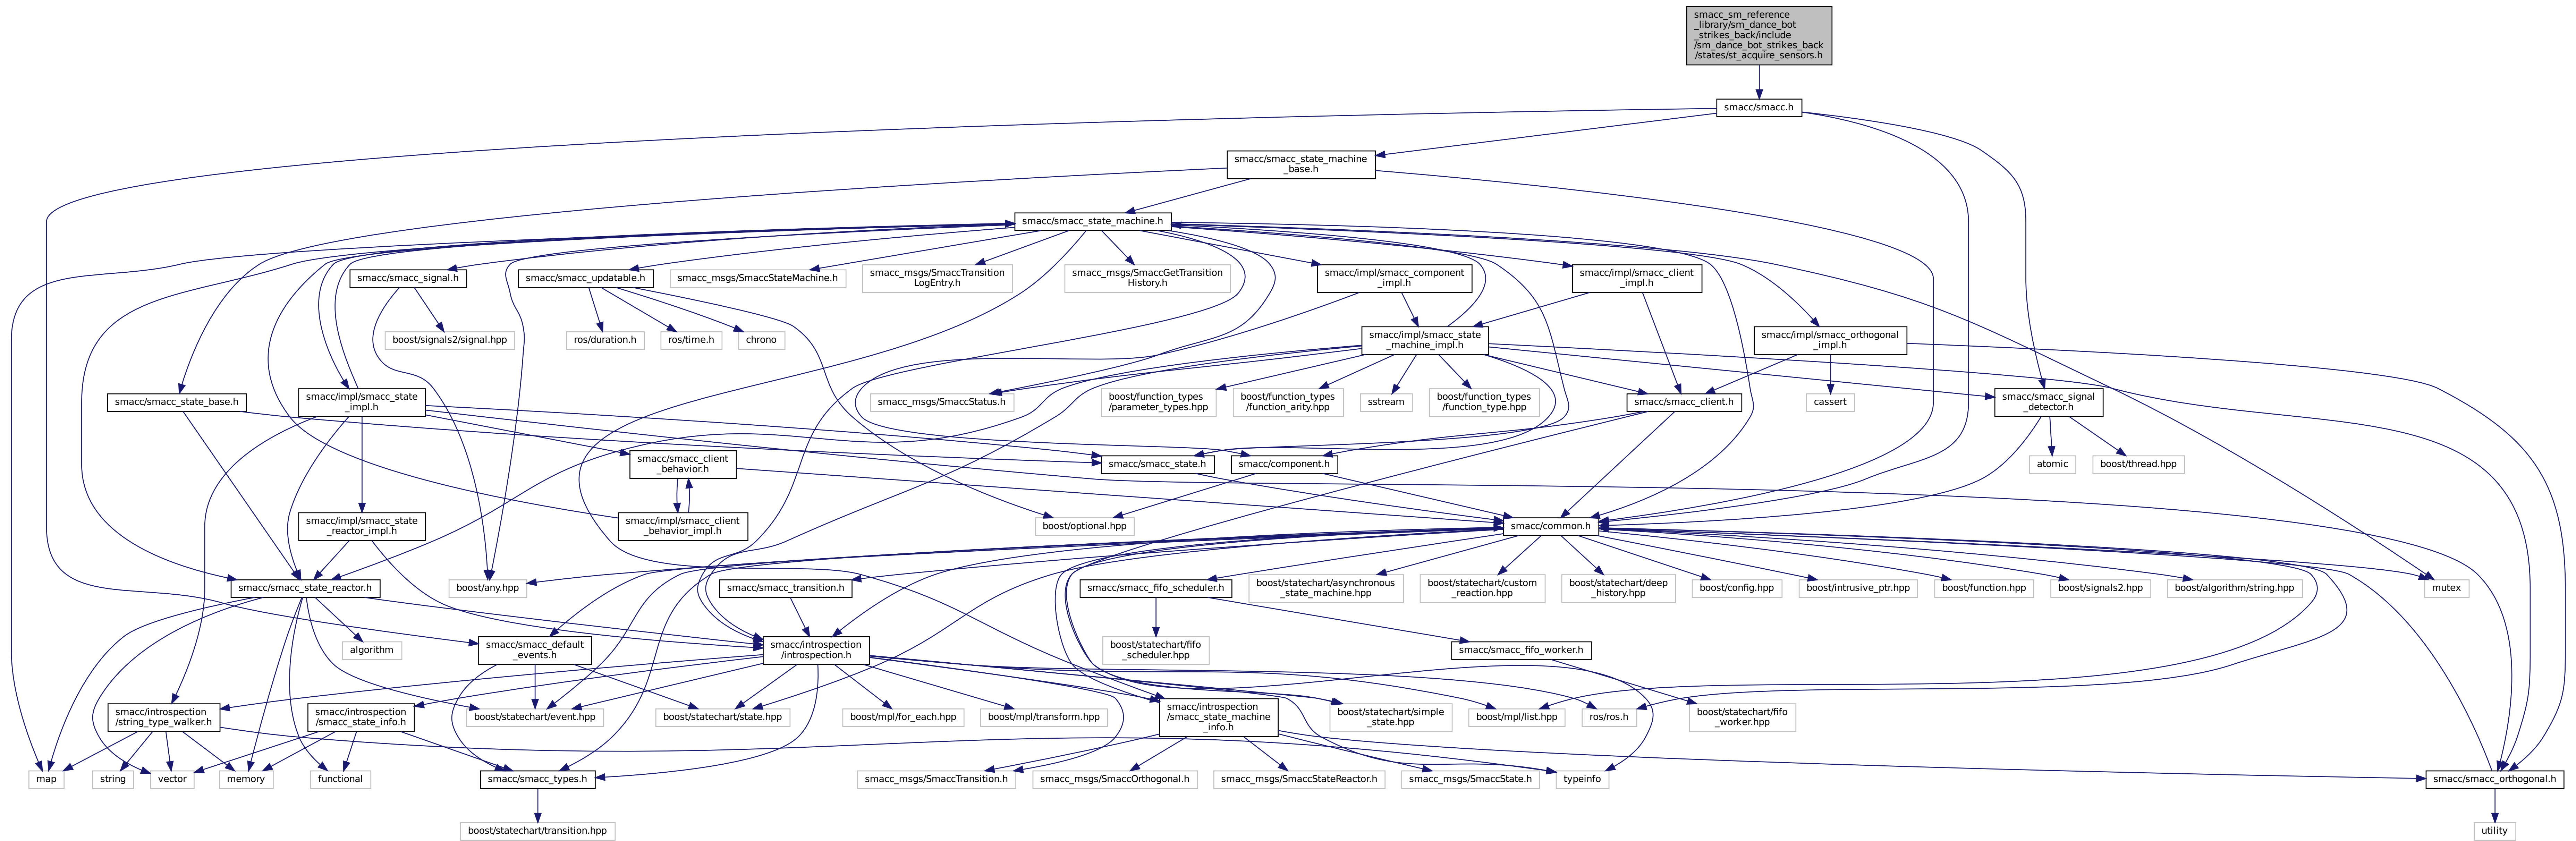 smacc_sm_reference
_library/sm_dance_bot
_strikes_back/include
/sm_dance_bot_strikes_back
/states/st_acquire_sensors.h
smacc/smacc.h
smacc/smacc_state_machine
_base.h
smacc/smacc_state_machine.h
smacc/smacc_signal.h
smacc/smacc_updatable.h
smacc_msgs/SmaccStateMachine.h
smacc_msgs/SmaccTransition
LogEntry.h
smacc_msgs/SmaccGetTransition
History.h
smacc/impl/smacc_component
_impl.h
smacc/impl/smacc_client
_impl.h
boost/signals2/signal.hpp
ros/duration.h
ros/time.h
chrono
smacc/impl/smacc_state
_machine_impl.h
smacc/impl/smacc_orthogonal
_impl.h
smacc/smacc_state_base.h
smacc/impl/smacc_state
_impl.h
smacc_msgs/SmaccStatus.h
boost/function_types
/parameter_types.hpp
boost/function_types
/function_arity.hpp
sstream
boost/function_types
/function_type.hpp
smacc/smacc_client.h
cassert
smacc/smacc_signal
_detector.h
smacc/smacc_client
_behavior.h
smacc/smacc_state.h
smacc/component.h
atomic
boost/thread.hpp
smacc/impl/smacc_state
_reactor_impl.h
smacc/impl/smacc_client
_behavior_impl.h
boost/optional.hpp
smacc/common.h
smacc/smacc_state_reactor.h
boost/any.hpp
smacc/smacc_transition.h
smacc/smacc_fifo_scheduler.h
boost/statechart/asynchronous
_state_machine.hpp
boost/statechart/custom
_reaction.hpp
boost/statechart/deep
_history.hpp
boost/config.hpp
boost/intrusive_ptr.hpp
boost/function.hpp
boost/signals2.hpp
boost/algorithm/string.hpp
mutex
algorithm
smacc/smacc_default
_events.h
smacc/introspection
/introspection.h
boost/statechart/fifo
_scheduler.hpp
smacc/smacc_fifo_worker.h
smacc/introspection
/string_type_walker.h
smacc/introspection
/smacc_state_info.h
boost/statechart/event.hpp
boost/statechart/state.hpp
boost/mpl/for_each.hpp
boost/mpl/transform.hpp
smacc/introspection
/smacc_state_machine
_info.h
boost/statechart/simple
_state.hpp
boost/mpl/list.hpp
ros/ros.h
boost/statechart/fifo
_worker.hpp
map
string
vector
memory
functional
smacc/smacc_types.h
smacc_msgs/SmaccTransition.h
smacc_msgs/SmaccOrthogonal.h
smacc_msgs/SmaccStateReactor.h
smacc_msgs/SmaccState.h
typeinfo
smacc/smacc_orthogonal.h
boost/statechart/transition.hpp
utility